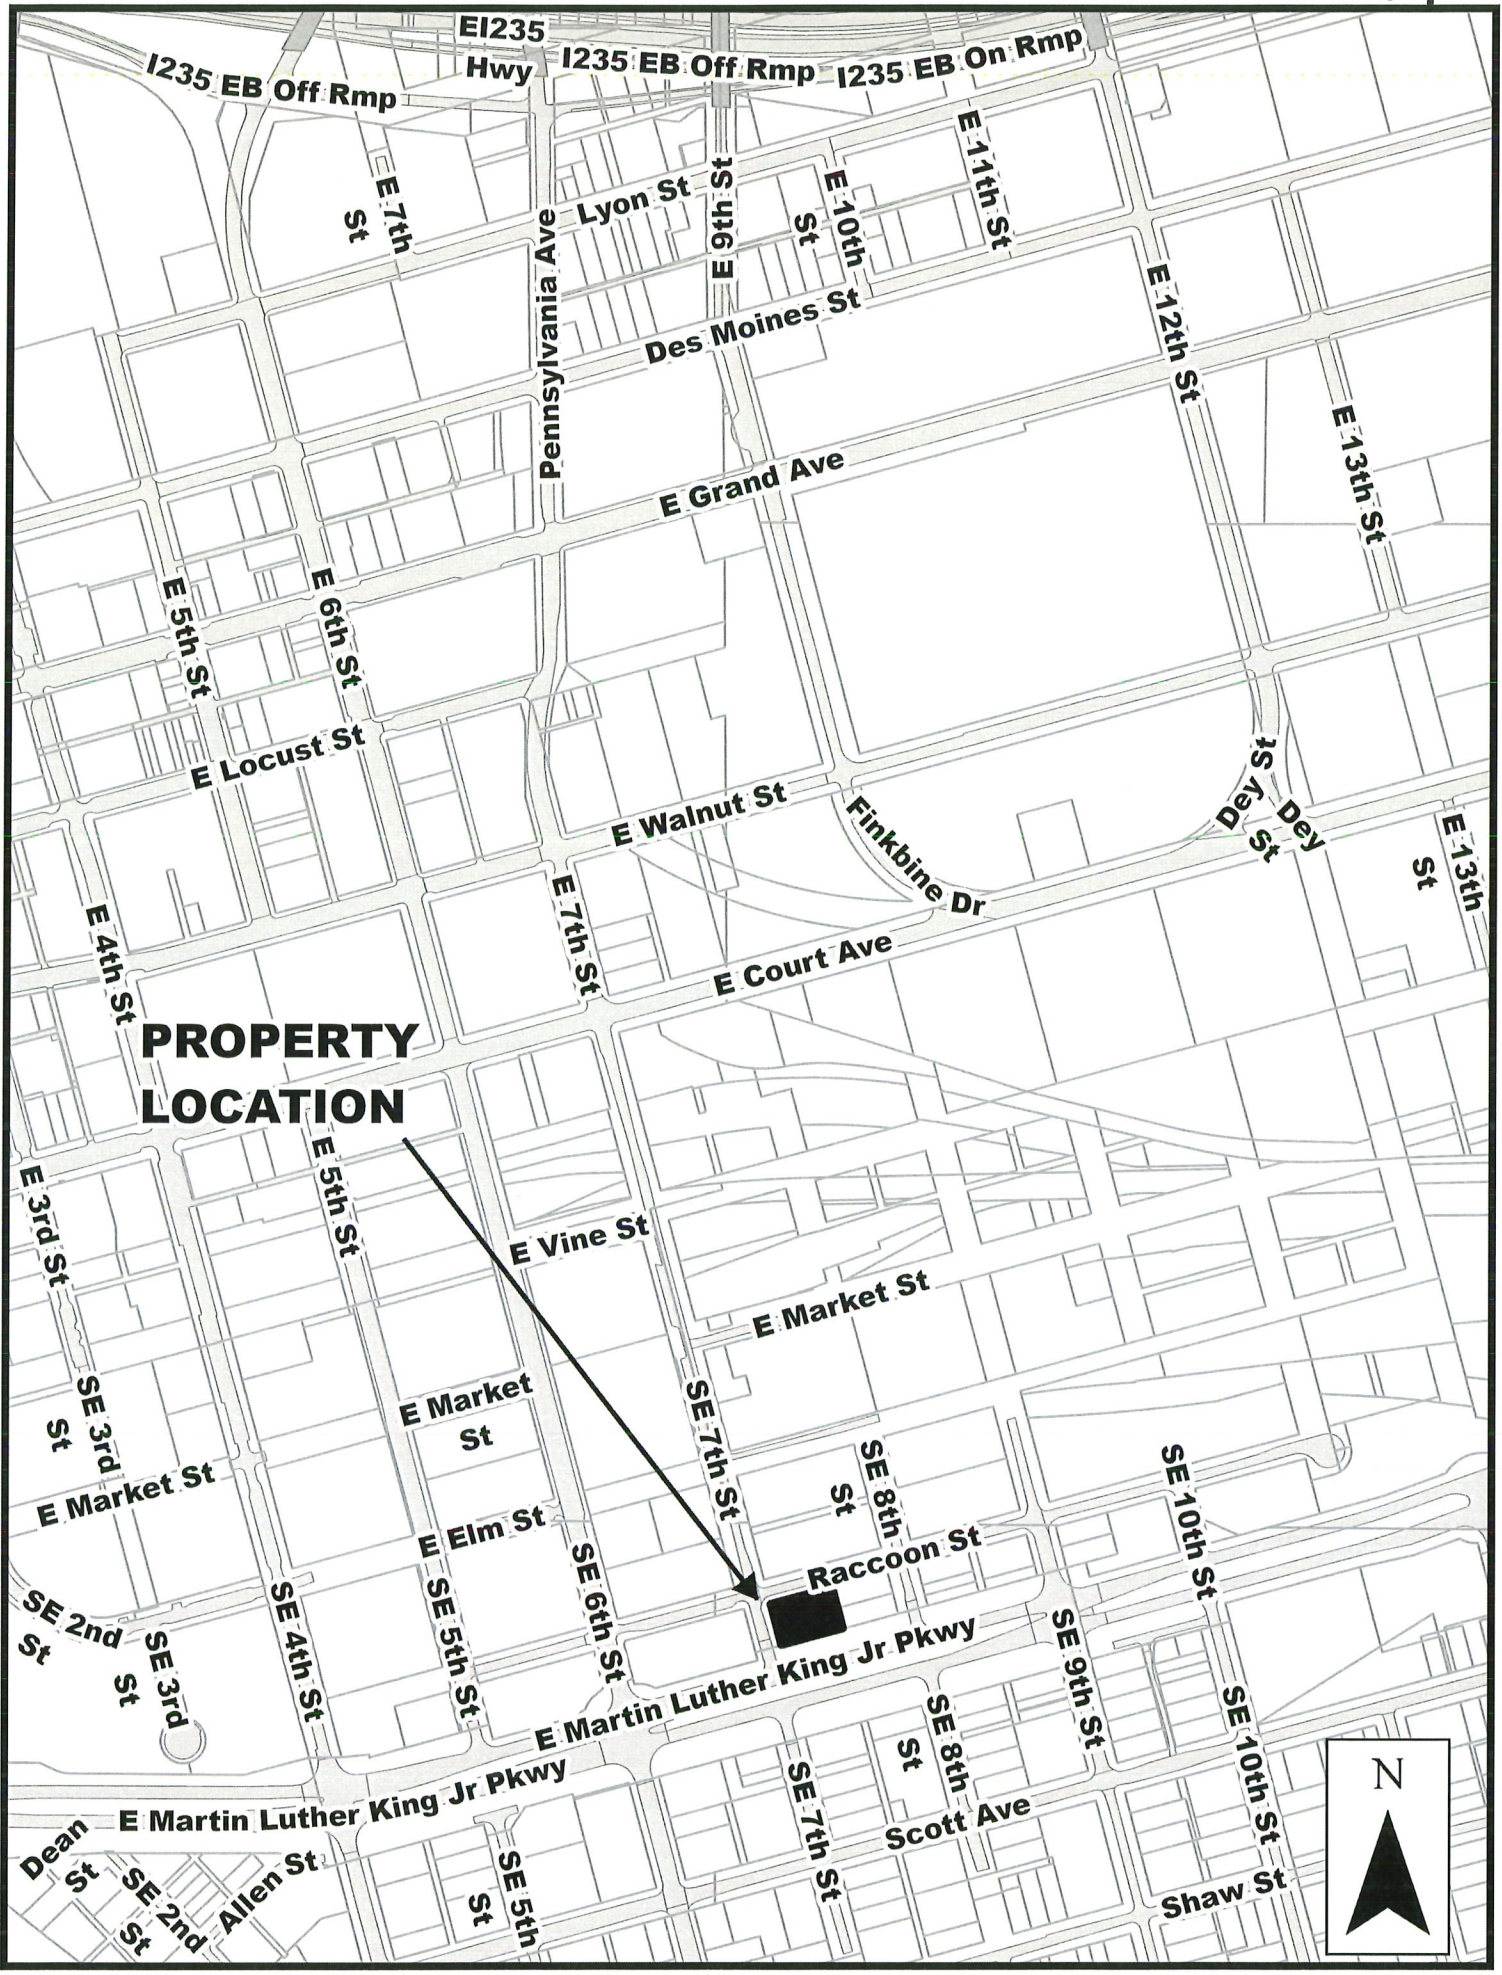 EI235
Hwy
I235 EB Off Rmp
I235 EB Off Rmp
I235 EB On Rmp
E 7th
St
Lyon St
Pennsylvania Ave
E 9th St
E 10th
St
E 11th St
Des Moines St
E 12th St
E 13th St
E Grand Ave
E 5th St
E 6th St
E Locust St
E Walnut St
Finkbine Dr
Dey St
Dey
St
E 13th
St
E 4th St
E 7th St
E Court Ave
PROPERTY
LOCATION
E 3rd St
E 5th St
E Vine St
E Market St
SE 3rd
St
E Market
St
SE 7th St
E Market St
E Elm St
SE 8th
St
SE 10th St
Raccoon St
SE 2nd
St
SE 3rd
St
SE 4th St
SE 5th St
SE 6th St
E Martin Luther King Jr Pkwy
SE 9th St
SE 8th
St
SE 10th St
SE 7th St
E Martin Luther King Jr Pkwy
Scott Ave
Dean
St
SE 2nd
St
Allen St
SE 5th
St
Shaw St
N